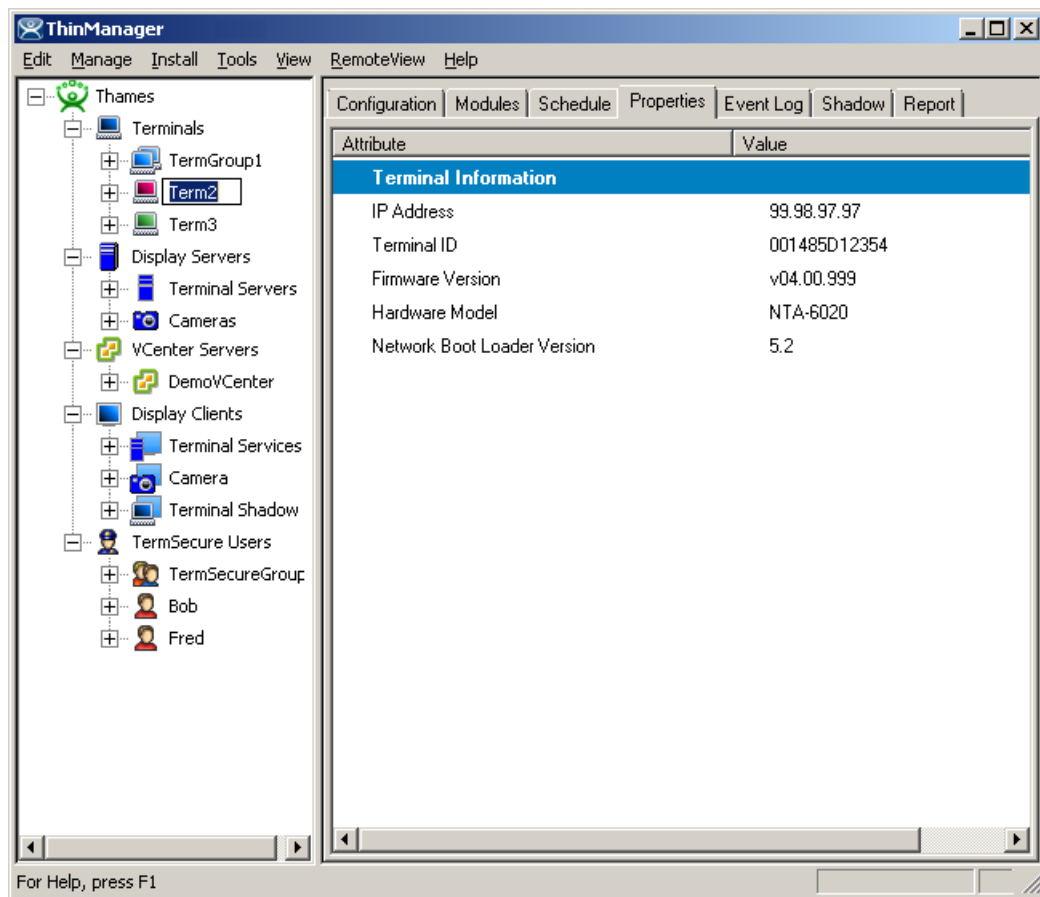 ThinManager
Edit Manage Install Tools View RemoteView Help
Thames
Terminals
TermGroup1
Term2
Term3
Display Servers
Terminal Servers
Cameras
VCenter Servers
DemoVCenter
Display Clients
Terminal Services
Camera
Terminal Shadow
TermSecure Users
TermSecureGroup
Bob
Fred
Configuration Modules Schedule Properties Event Log Shadow Report
Attribute Value
Terminal Information
IP Address 99.98.97.97
Terminal ID 001485D12354
Firmware Version v04.00.999
Hardware Model NTA-6020
Network Boot Loader Version 5.2
For Help, press F1